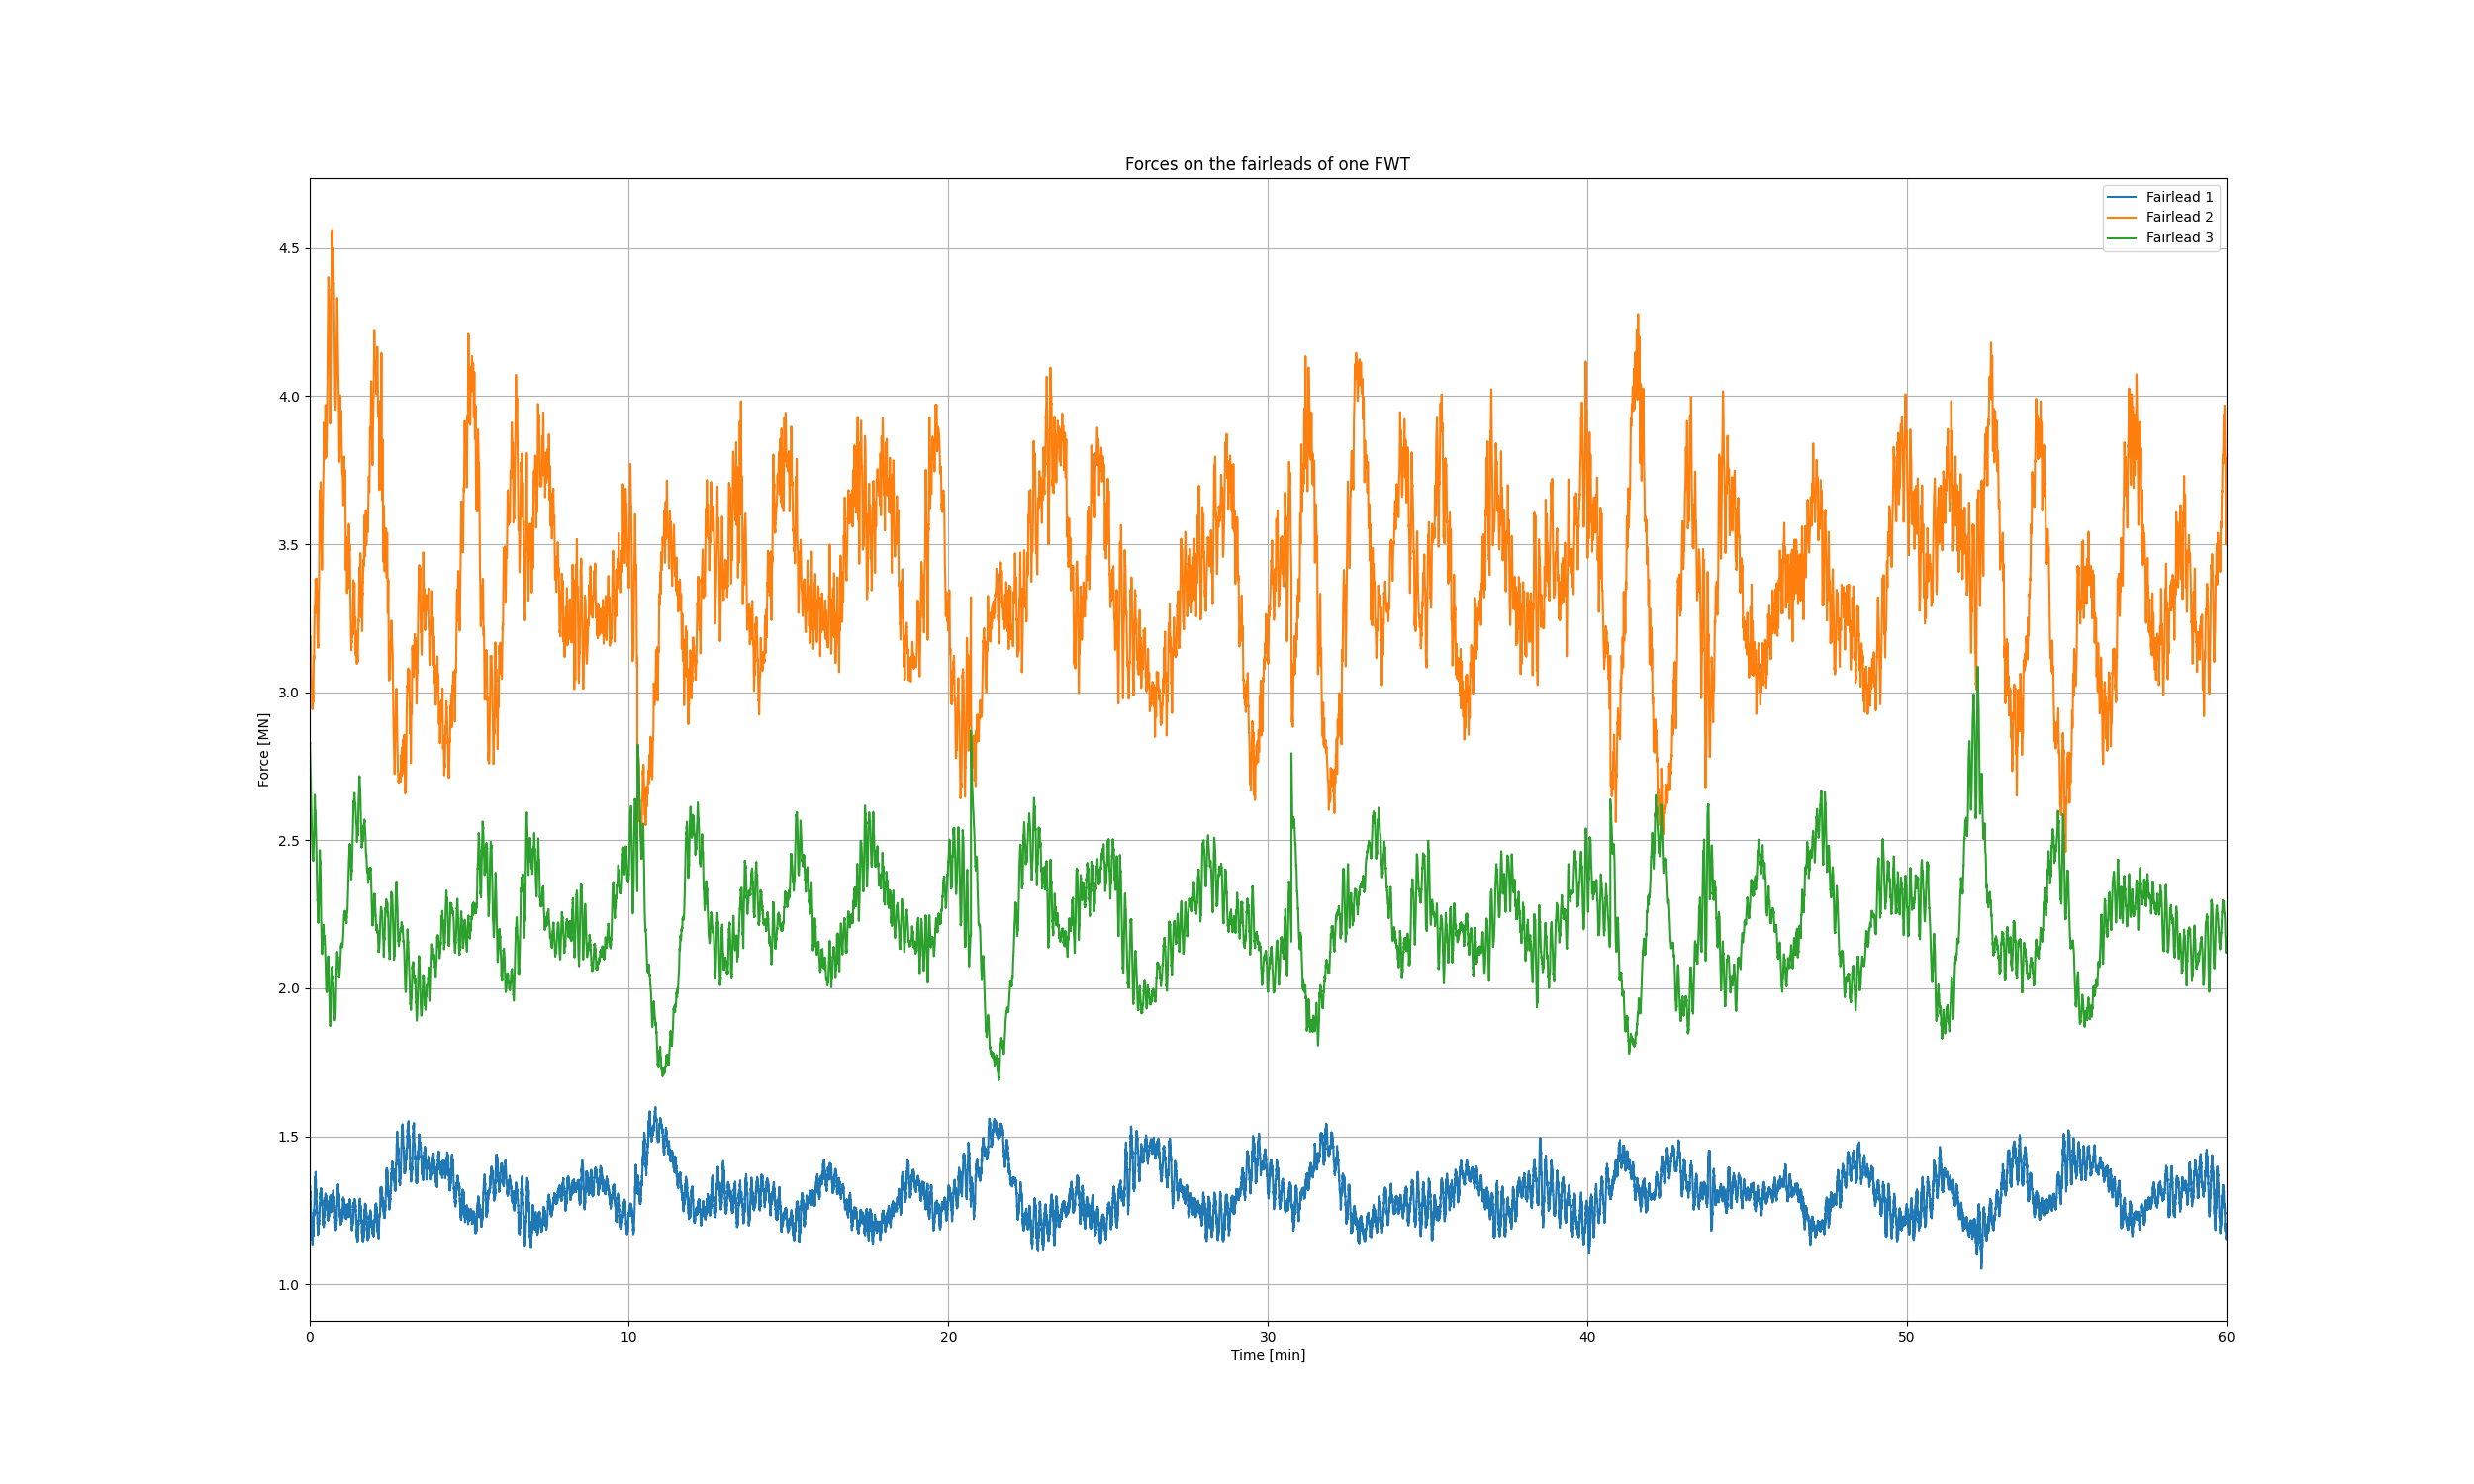 Forces on the fairleads of one FWT
Fairlead 1
Fairlead 2
Fairlead 3
4.5
4.0
3.5
3.0
2.5
2.0
1.5
1.0
Force [MN]
0 10 20 30 40 50 60
Time [min]